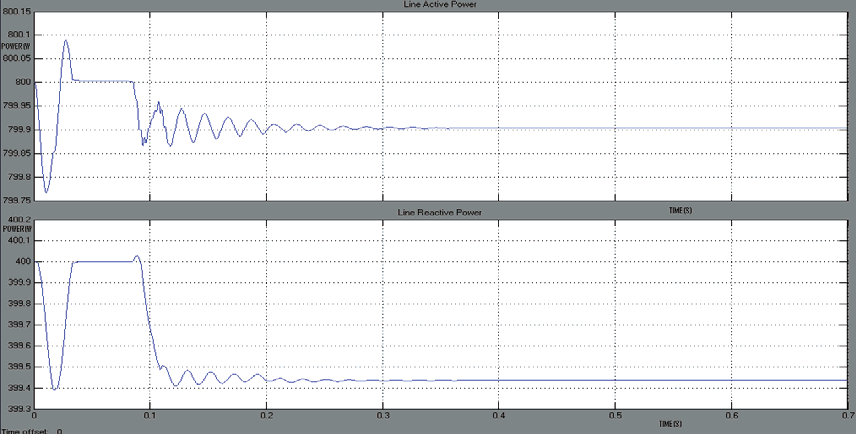 Line Active Power
800.15
800.1
POWER(W
800.05
800
799.95
799.9
799.05
799.8
799.75
TIME(S)
Line Reactive Power
400.2
POWER(W
400.1
400
399.9
399.8
399.7
399.6
399.5
399.4
399.3
0 0.1 0.2 0.3 0.4 0.5 0.6 0.7
TIME(S)
Time offset: 0